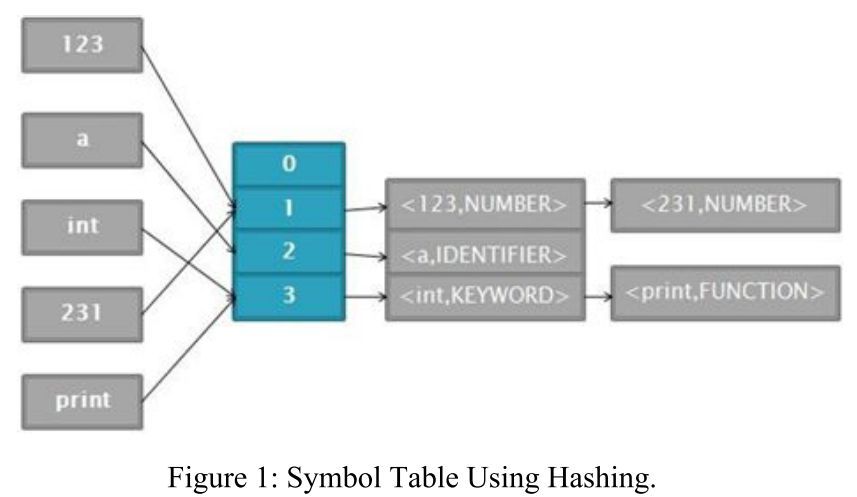 123
a
int
231
print
0
1
2
3
<123,NUMBER>
<a,IDENTIFIER>
<int,KEYWORD>
<231,NUMBER>
<print,FUNCTION>
Figure 1: Symbol Table Using Hashing.